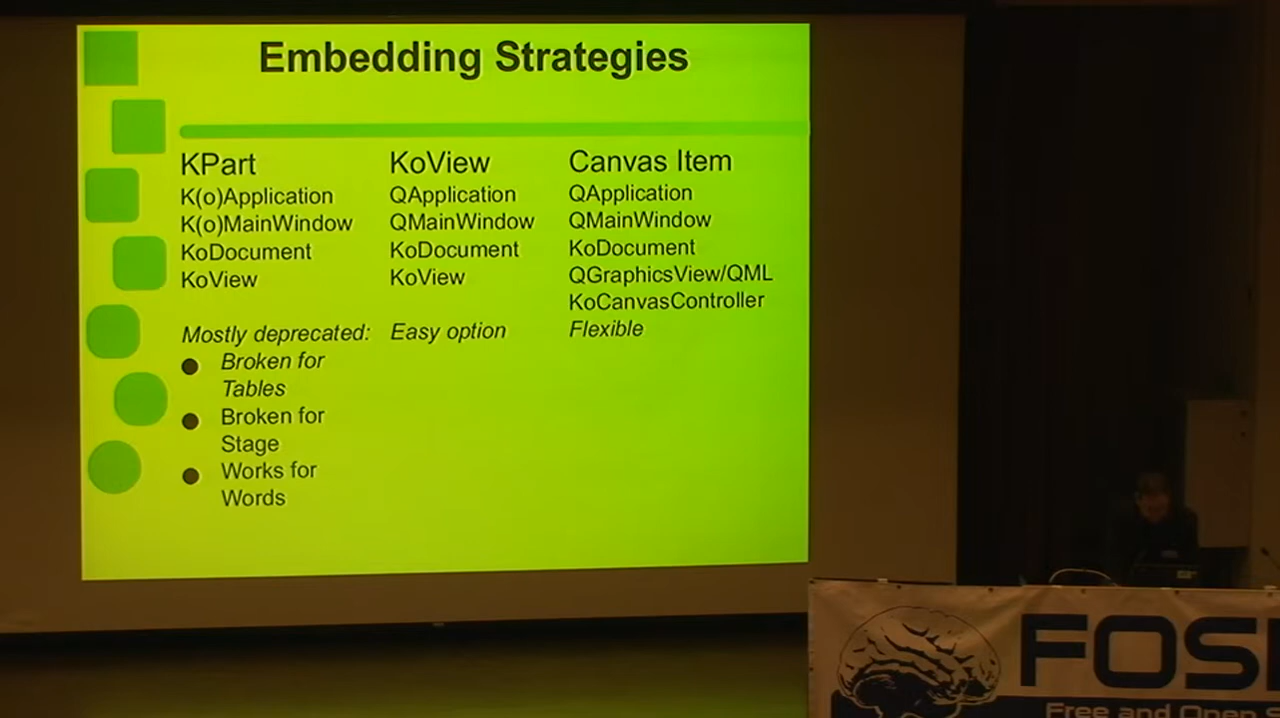 Embedding Strategies
KPart
K(o)Application
K(o)MainWindow
KoDocument
KoView
Mostly deprecated:
Broken for
Tables
Broken for
Stage
Works for
Words
KoView
QApplication
QMainWindow
KoDocument
KoView
Easy option
Canvas Item
QApplication
QMainWindow
KoDocument
QGraphicsView/QML
KoCanvasController
Flexible
FOS
Free and Open S